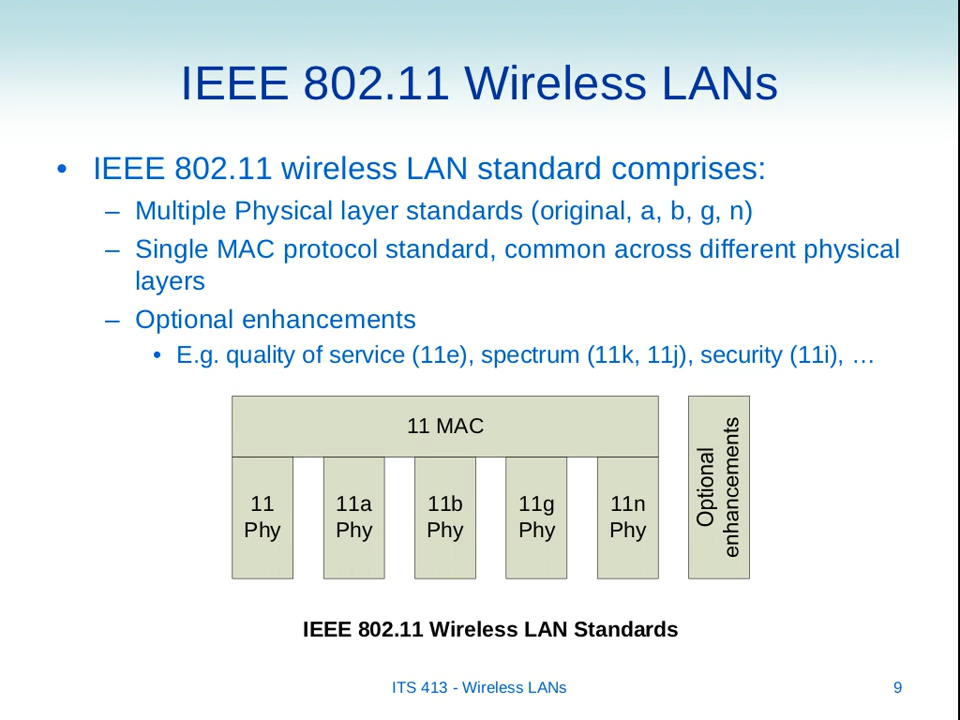 IEEE 802.11 Wireless LANs
• IEEE 802.11 wireless LAN standard comprises:
– Multiple Physical layer standards (original, a, b, g, n)
– Single MAC protocol standard, common across different physical
layers
– Optional enhancements
• E.g. quality of service (11e), spectrum (11k, 11j), security (11i), …
11 MAC
11
Phy
11a
Phy
11b
Phy
11g
Phy
11n
Phy
Optional
enhancements
IEEE 802.11 Wireless LAN Standards
ITS 413 - Wireless LANs
9